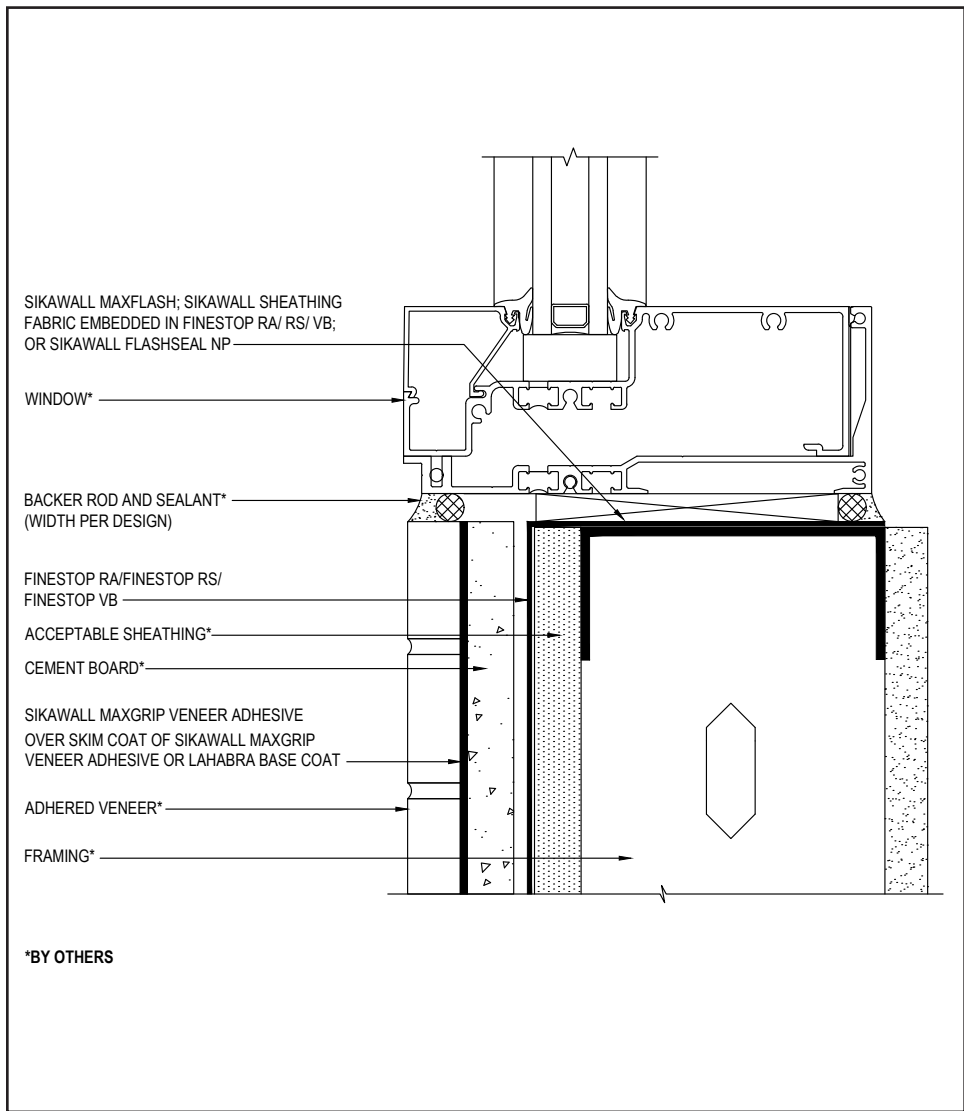 SIKAWALL MAXFLASH; SIKAWALL SHEATHING
FABRIC EMBEDDED IN FINESTOP RA/ RS/ VB;
OR SIKAWALL FLASHSEAL NP
WINDOW*
BACKER ROD AND SEALANT*
(WIDTH PER DESIGN)
FINESTOP RA/FINESTOP RS/
FINESTOP VB
ACCEPTABLE SHEATHING*
CEMENT BOARD*
SIKAWALL MAXGRIP VENEER ADHESIVE
OVER SKIM COAT OF SIKAWALL MAXGRIP
VENEER ADHESIVE OR LAHABRA BASE COAT
ADHERED VENEER*
FRAMING*
*BY OTHERS